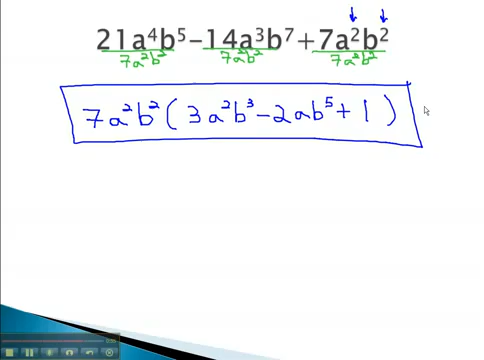 21a⁴b⁵−14a³b⁷+7a²b²
7a²b² 7a²b² 7a²b²
7a²b² ( 3a²b³ − 2ab⁵ + 1 )